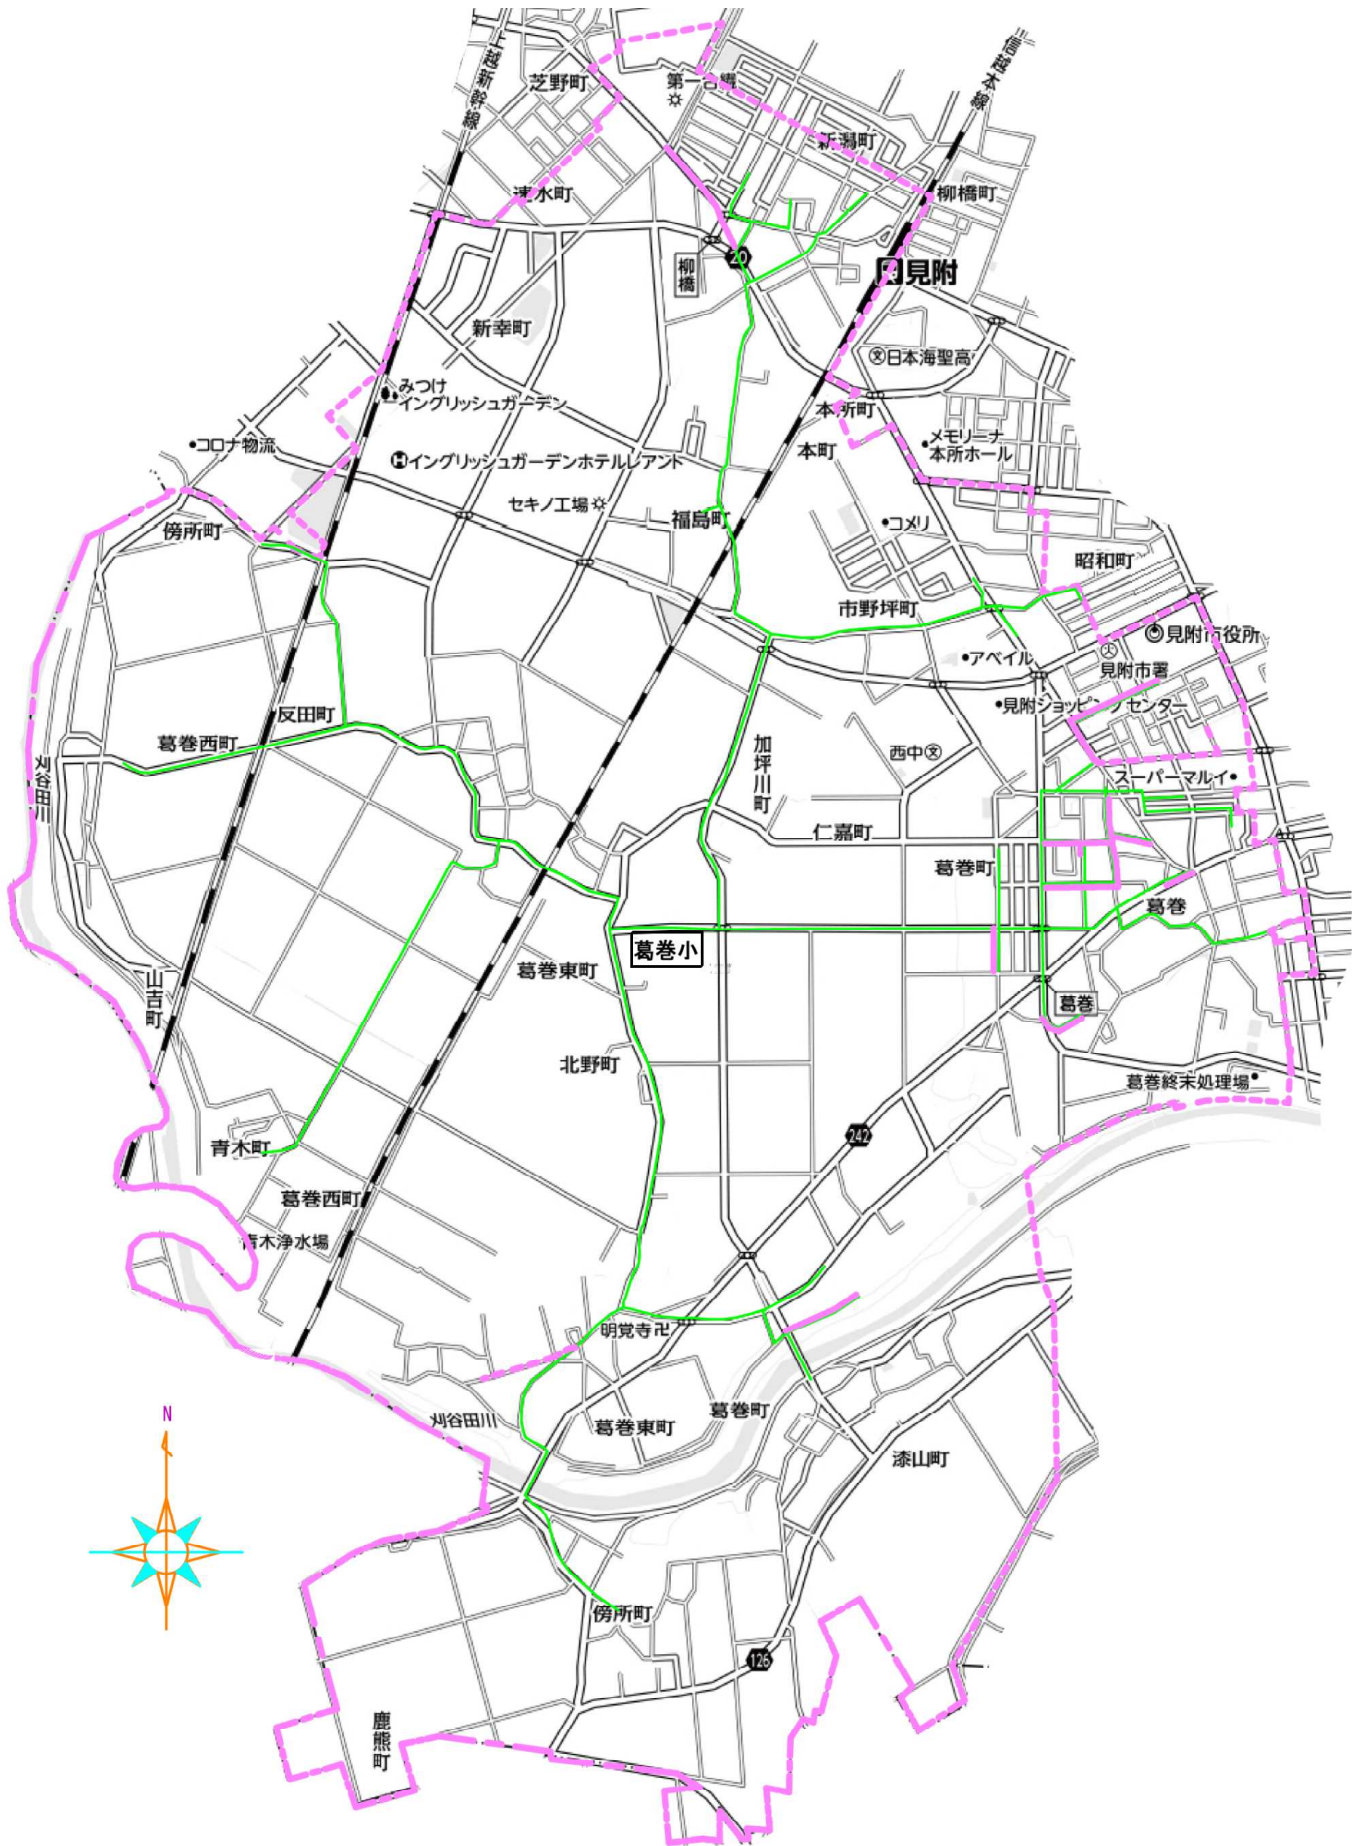 上越新幹線
信越本線
芝野町
第一合繊
新潟町
速水町
柳橋町
20
柳橋
見附
新幸町
日本海聖高
みつけ
イングリッシュガーデン
本所町
コロナ物流
メモリーナ
本所ホール
本町
イングリッシュガーデンホテルレアント
セキノ工場
福島町
コメリ
傍所町
昭和町
市野坪町
見附市役所
アベイル
見附市署
見附ショッピングセンター
反田町
葛巻西町
加坪川町
西中
刈谷田川
スーパーマルイ
仁嘉町
葛巻町
葛巻
葛巻小
葛巻東町
山吉町
葛巻
北野町
葛巻終末処理場
242
青木町
葛巻西町
青木浄水場
明覚寺
刈谷田川
葛巻東町
葛巻町
漆山町
N
傍所町
126
鹿熊町